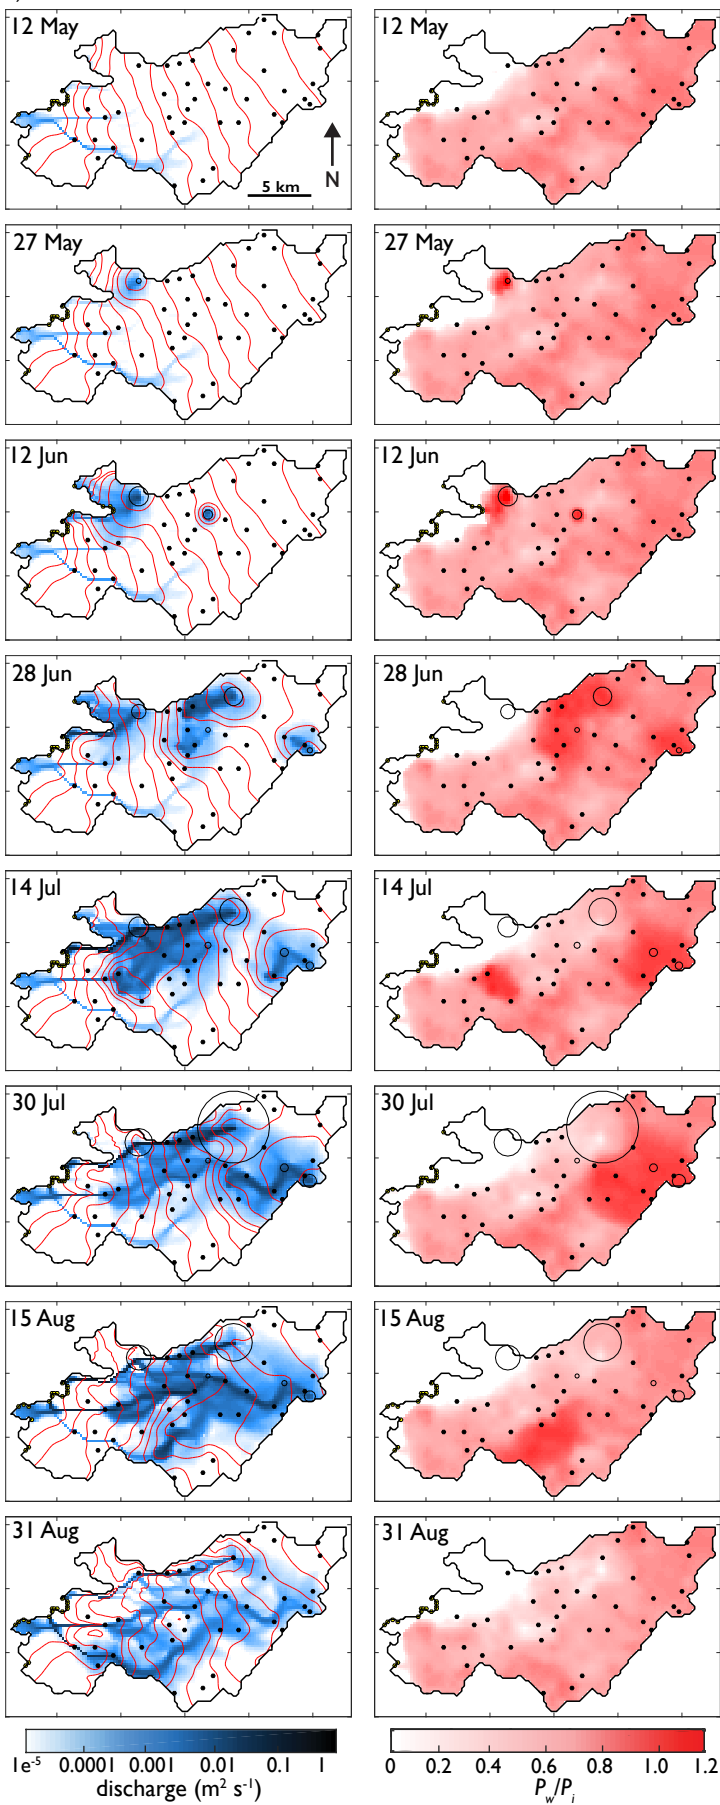 12 May
12 May
5 km
N
27 May
27 May
12 Jun
12 Jun
28 Jun
28 Jun
14 Jul
14 Jul
30 Jul
30 Jul
15 Aug
15 Aug
31 Aug
31 Aug
1e⁻⁵ 0.0001 0.001 0.01 0.1 1
discharge (m² s⁻¹)
0 0.2 0.4 0.6 0.8 1.0 1.2
P_w/P_i